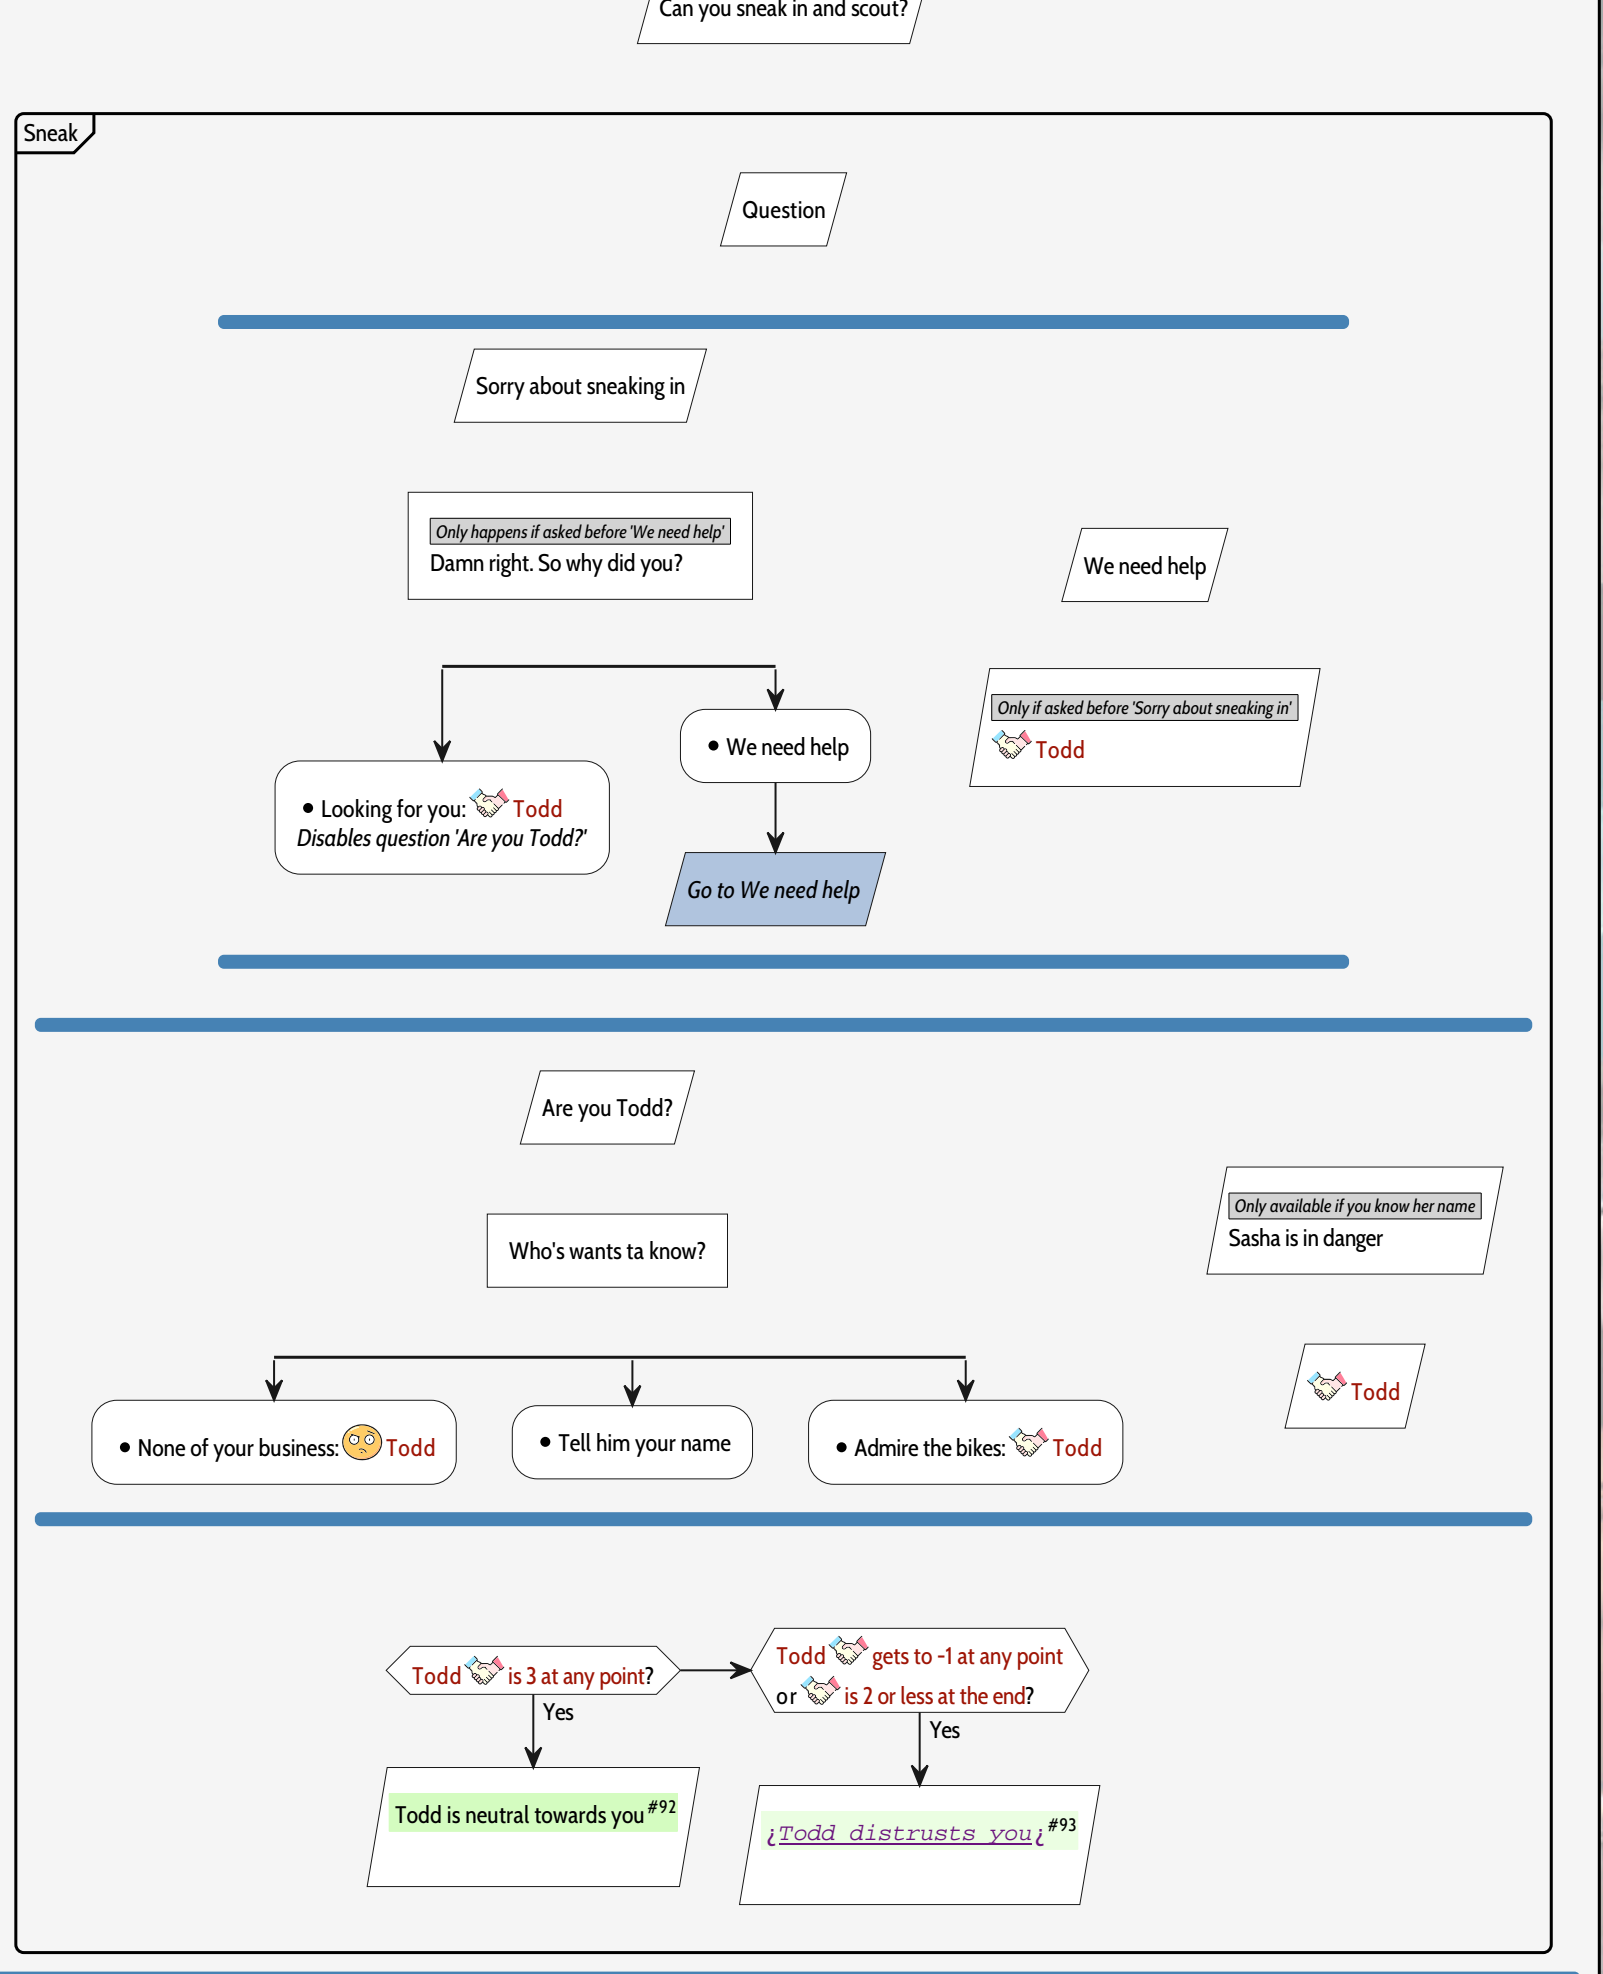 Can you sneak in and scout?
Sneak
Question
Sorry about sneaking in
Only happens if asked before 'We need help'
Damn right. So why did you?
We need help
Only if asked before 'Sorry about sneaking in'
Todd
• We need help
• Looking for you: Todd
Disables question 'Are you Todd?'
Go to We need help
Are you Todd?
Only available if you know her name
Sasha is in danger
Who's wants ta know?
Todd
• None of your business: Todd
• Tell him your name
• Admire the bikes: Todd
Todd is 3 at any point?
Todd gets to -1 at any point
or is 2 or less at the end?
Yes
Yes
Todd is neutral towards you #92
¿Todd distrusts you¿ #93